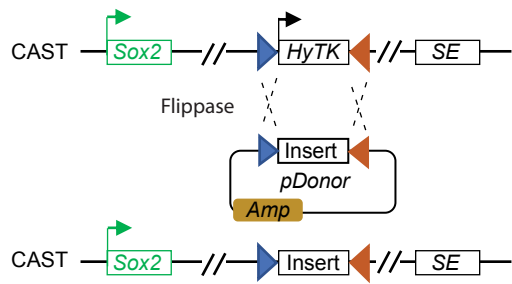 CAST Sox2 // HyTK // SE
Flippase
Insert
pDonor
Amp
CAST Sox2 // Insert // SE